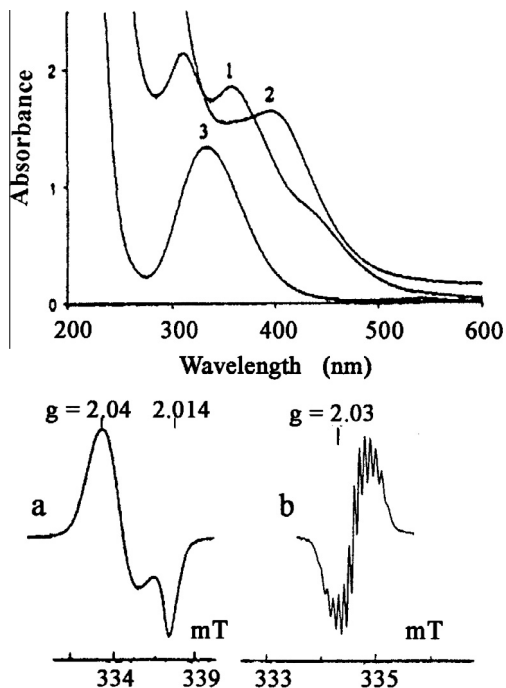 2
1
0
Absorbance
1
2
3
200 300 400 500 600
Wavelength (nm)
g = 2.04 2.014
a
mT
334 339
g = 2.03
b
mT
333 335